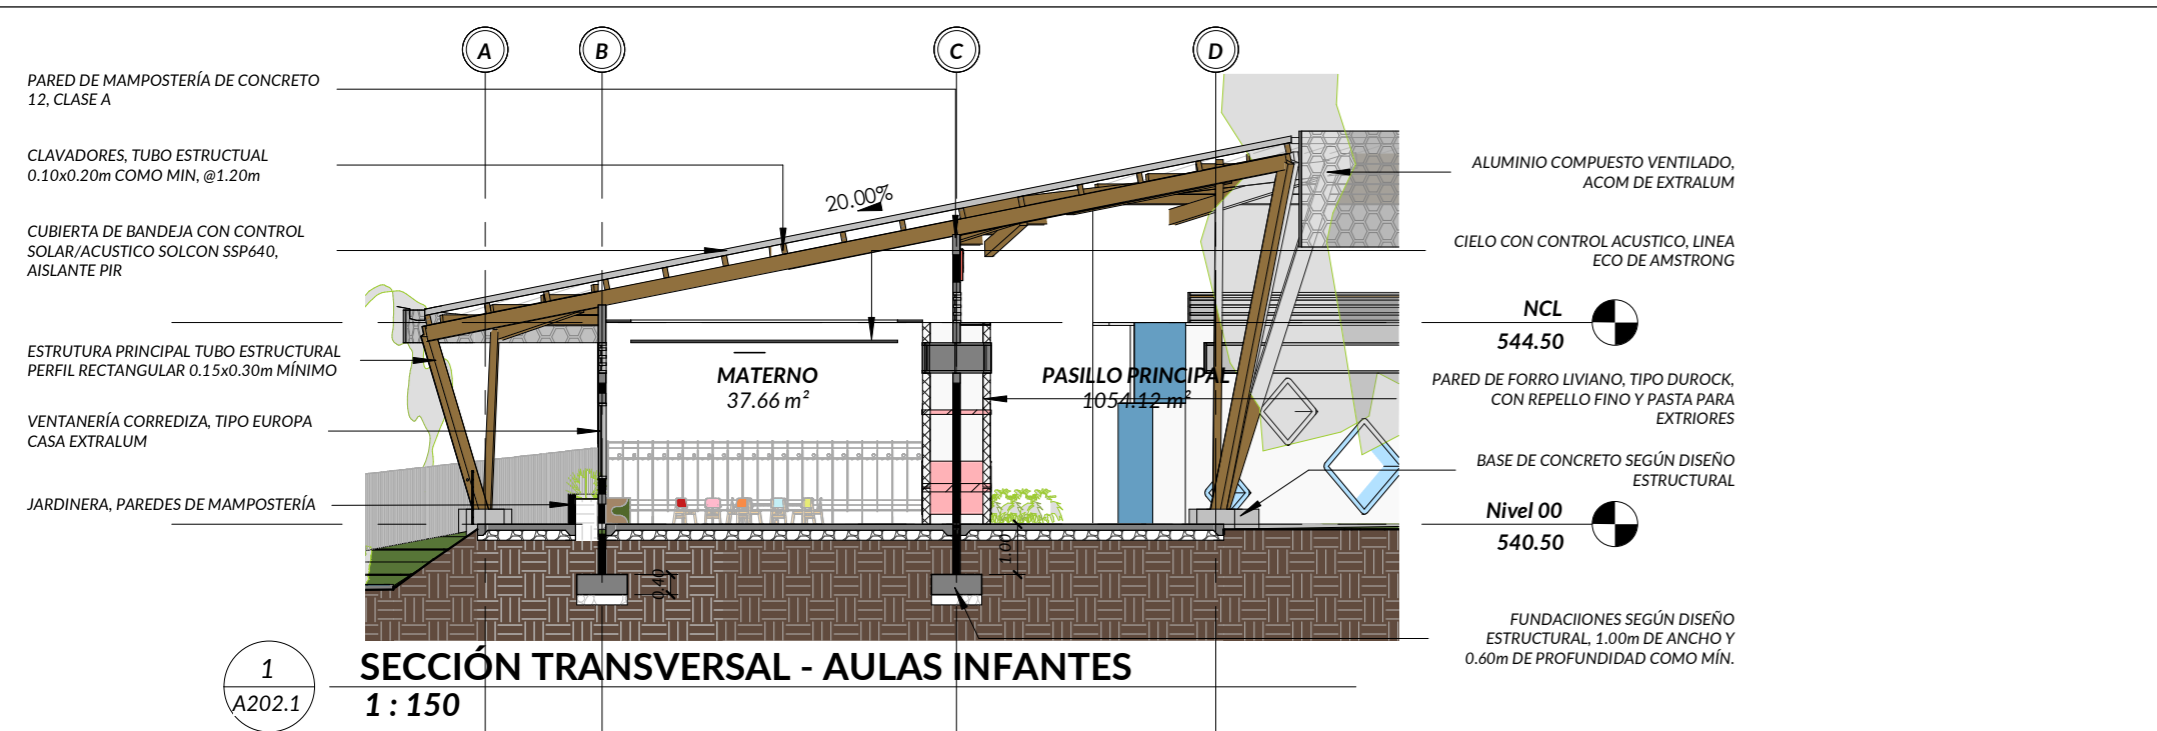 A
B
C
D
PARED DE MAMPOSTERÍA DE CONCRETO
12, CLASE A
CLAVADORES, TUBO ESTRUCTUAL
0.10x0.20m COMO MIN, @1.20m
CUBIERTA DE BANDEJA CON CONTROL
SOLAR/ACUSTICO SOLCON SSP640,
AISLANTE PIR
ESTRUTURA PRINCIPAL TUBO ESTRUCTURAL
PERFIL RECTANGULAR 0.15x0.30m MÍNIMO
VENTANERÍA CORREDIZA, TIPO EUROPA
CASA EXTRALUM
JARDINERA, PAREDES DE MAMPOSTERÍA
20.00%
MATERNO
37.66 m²
PASILLO PRINCIPAL
1054.12 m²
0.40
1.00
ALUMINIO COMPUESTO VENTILADO,
ACOM DE EXTRALUM
CIELO CON CONTROL ACUSTICO, LINEA
ECO DE AMSTRONG
NCL
544.50
PARED DE FORRO LIVIANO, TIPO DUROCK,
CON REPELLO FINO Y PASTA PARA
EXTRIORES
BASE DE CONCRETO SEGÚN DISEÑO
ESTRUCTURAL
Nivel 00
540.50
FUNDACIIONES SEGÚN DISEÑO
ESTRUCTURAL, 1.00m DE ANCHO Y
0.60m DE PROFUNDIDAD COMO MÍN.
1
A202.1
SECCIÓN TRANSVERSAL - AULAS INFANTES
1 : 150